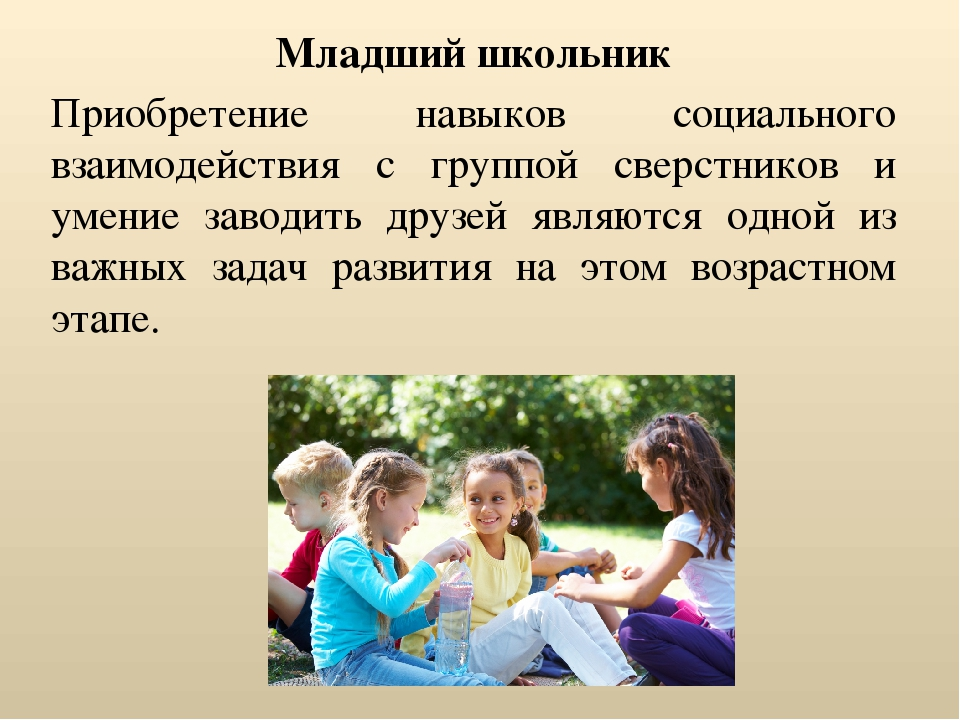 Младший школьник
Приобретение навыков социального
взаимодействия с группой сверстников и
умение заводить друзей являются одной из
важных задач развития на этом возрастном
этапе.